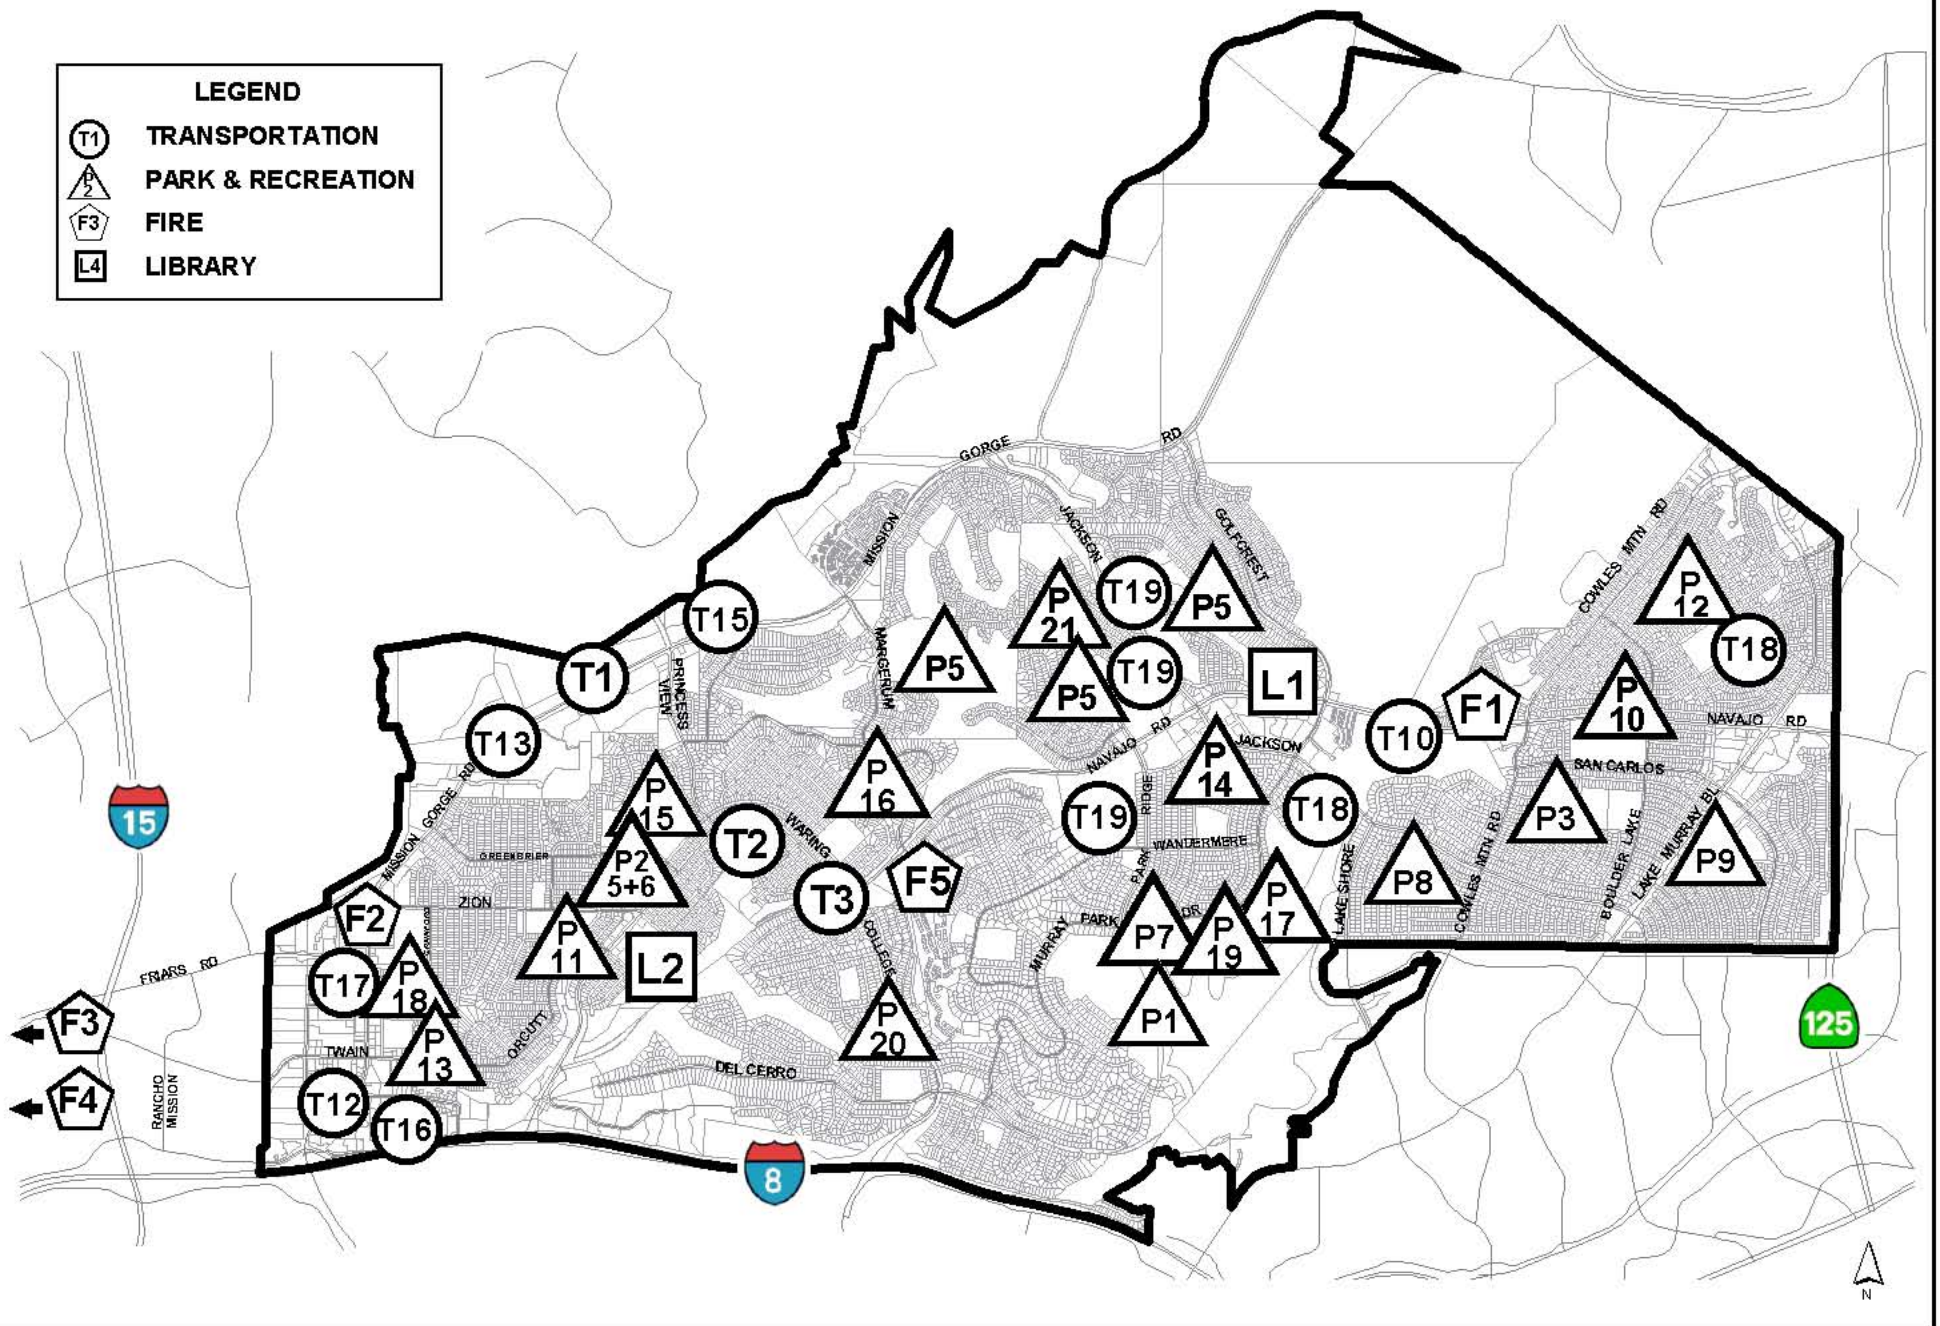 LEGEND
T1 TRANSPORTATION
P 2 PARK & RECREATION
F3 FIRE
L4 LIBRARY
GORGE
RD
MISSION
JACKSON
GOLFCREST
COWLES MTN RD
P 12
T19
P5
P 21
T15
T18
MARGERUM
P5
T19
P5
L1
T1
PRINCESS
VIEW
P 10
F1
NAVAJO RD
T13
T10
NAVAJO RD
JACKSON
P 14
SAN CARLOS
P 16
P 15
MISSION GORGE RD
RIDGE
15
T18
T19
P3
LAKE MURRAY BL
T2
WARING
WANDERMERE
COWLES MTN RD
BOULDER LAKE
GREENBRIER
P2
5+6
P9
PARK
LAKE SHORE
P8
F5
T3
ZION
F2
P 17
P 11
COLLEGE
PARK
DR
P7
P 19
MURRAY
L2
FRIARS RD
T17
P 18
F3
P1
P 20
125
ORCUTT
P 13
TWAIN
DEL CERRO
F4
RANCHO
MISSION
T12
T16
8
N